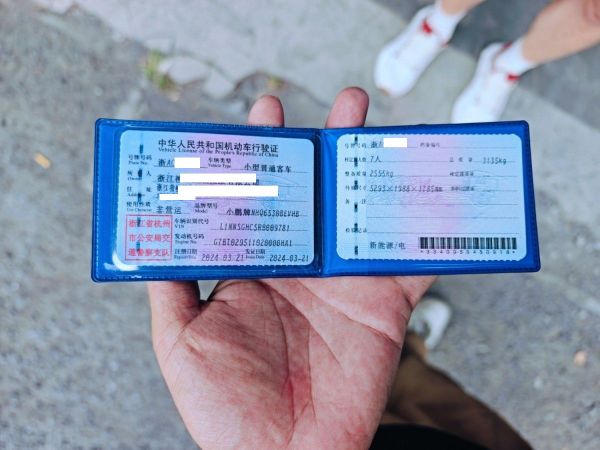 中华人民共和国机动车行驶证
Vehicle License of the People's Republic of China
号牌号码 浙A 车辆类型 小型普通客车
Plate No. Vehicle Type
所有人 浙江
Owner
住址 浙江省
Address
使用性质 非营运 品牌型号 小鹏牌NHQ6530BEVHB
Use Character Model
浙江省杭州
市公安局交
通警察支队
车辆识别代号
VIN
发动机号码
Engine No.
注册日期 2024-03-21 发证日期 2024-03-21
Register Date Issue Date
号牌号码 浙A 档案编号
核定载人数 7人 总质量 3135kg
整备质量 2555kg 核定载质量
外廓尺寸 5293×1988×1785mm 准牵引总质量
备注
检验记录
新能源/电